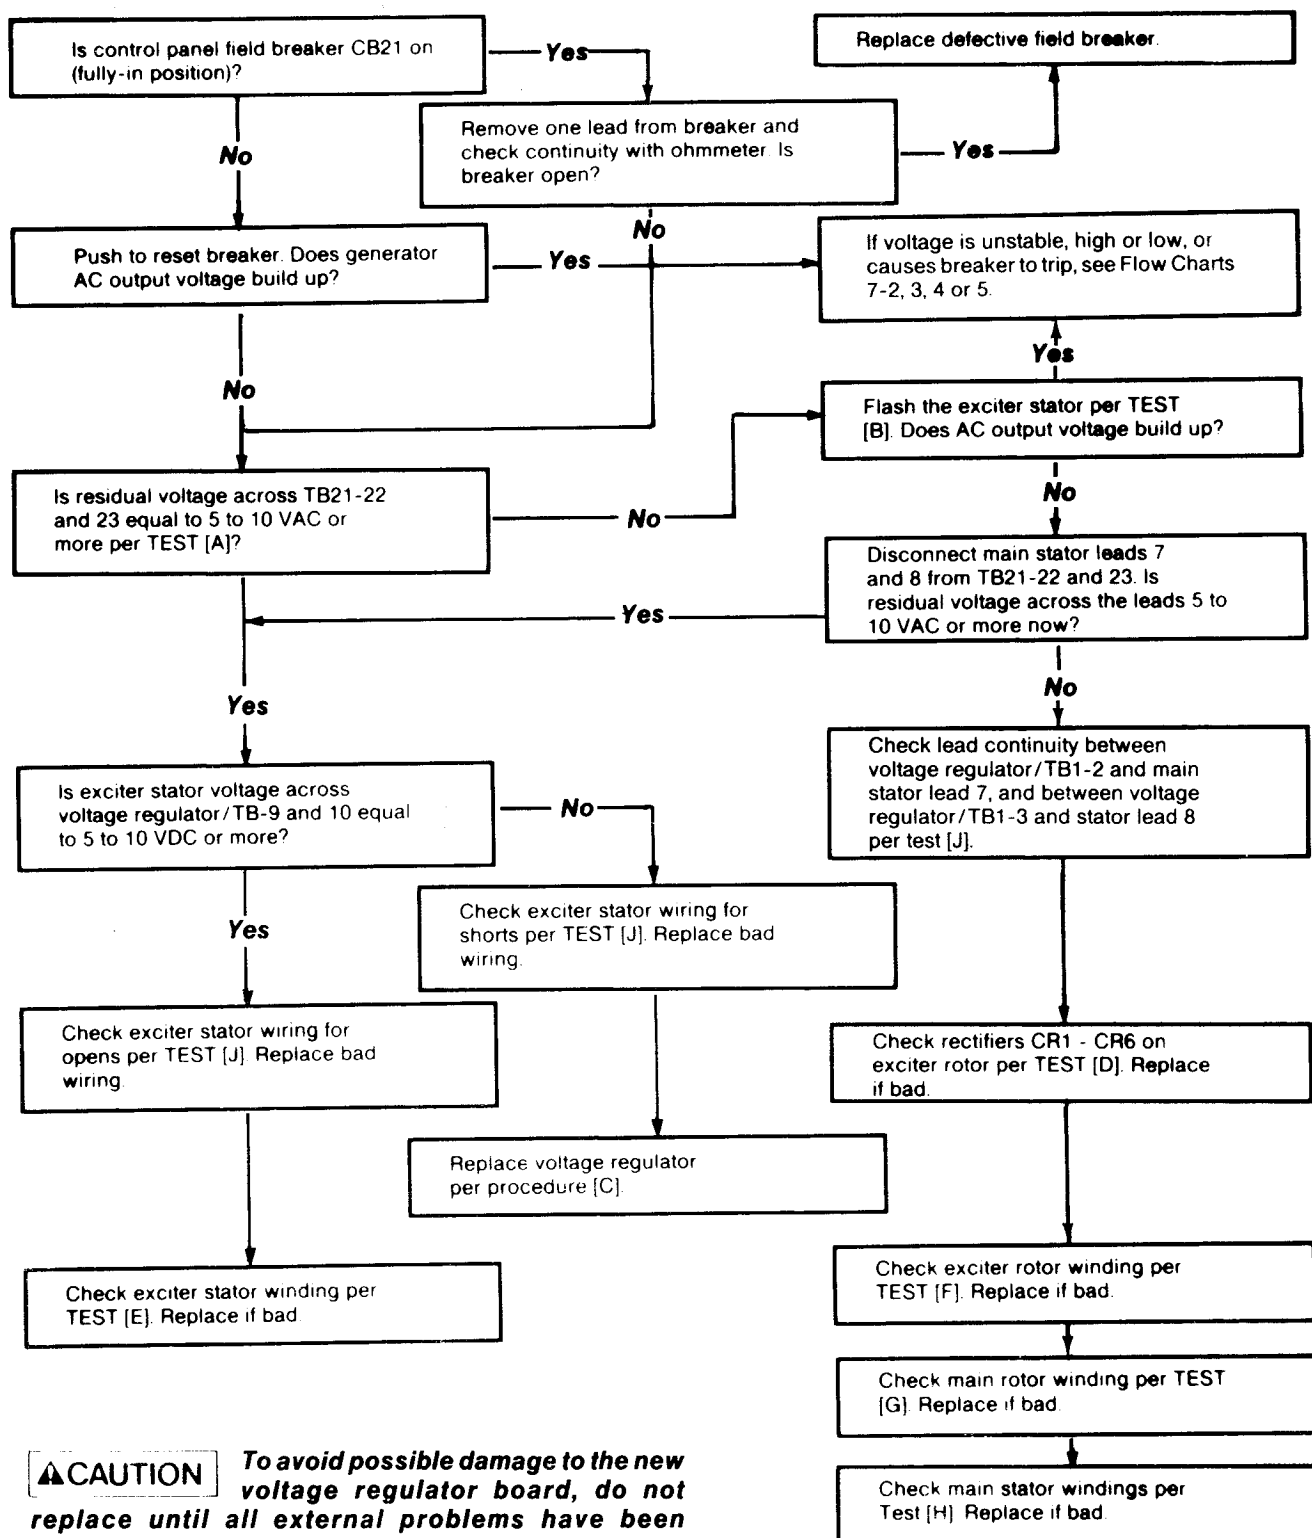 Is control panel field breaker CB21 on
(fully-in position)?
Yes
Replace defective field breaker.
No
Remove one lead from breaker and
check continuity with ohmmeter. Is
breaker open?
Yes
No
Push to reset breaker. Does generator
AC output voltage build up?
Yes
If voltage is unstable, high or low, or
causes breaker to trip, see Flow Charts
7-2, 3, 4 or 5.
Yes
No
Flash the exciter stator per TEST
[B]. Does AC output voltage build up?
No
Is residual voltage across TB21-22
and 23 equal to 5 to 10 VAC or
more per TEST [A]?
No
Disconnect main stator leads 7
and 8 from TB21-22 and 23. Is
residual voltage across the leads 5 to
10 VAC or more now?
Yes
No
Yes
Check lead continuity between
voltage regulator/TB1-2 and main
stator lead 7, and between voltage
regulator/TB1-3 and stator lead 8
per test [J].
Is exciter stator voltage across
voltage regulator/TB-9 and 10 equal
to 5 to 10 VDC or more?
No
Yes
Check exciter stator wiring for
shorts per TEST [J]. Replace bad
wiring.
Check exciter stator wiring for
opens per TEST [J]. Replace bad
wiring.
Check rectifiers CR1 - CR6 on
exciter rotor per TEST [D]. Replace
if bad.
Replace voltage regulator
per procedure [C].
Check exciter stator winding per
TEST [E]. Replace if bad.
Check exciter rotor winding per
TEST [F]. Replace if bad.
Check main rotor winding per TEST
[G]. Replace if bad.
Check main stator windings per
Test [H]. Replace if bad.
CAUTION To avoid possible damage to the new
voltage regulator board, do not
replace until all external problems have been